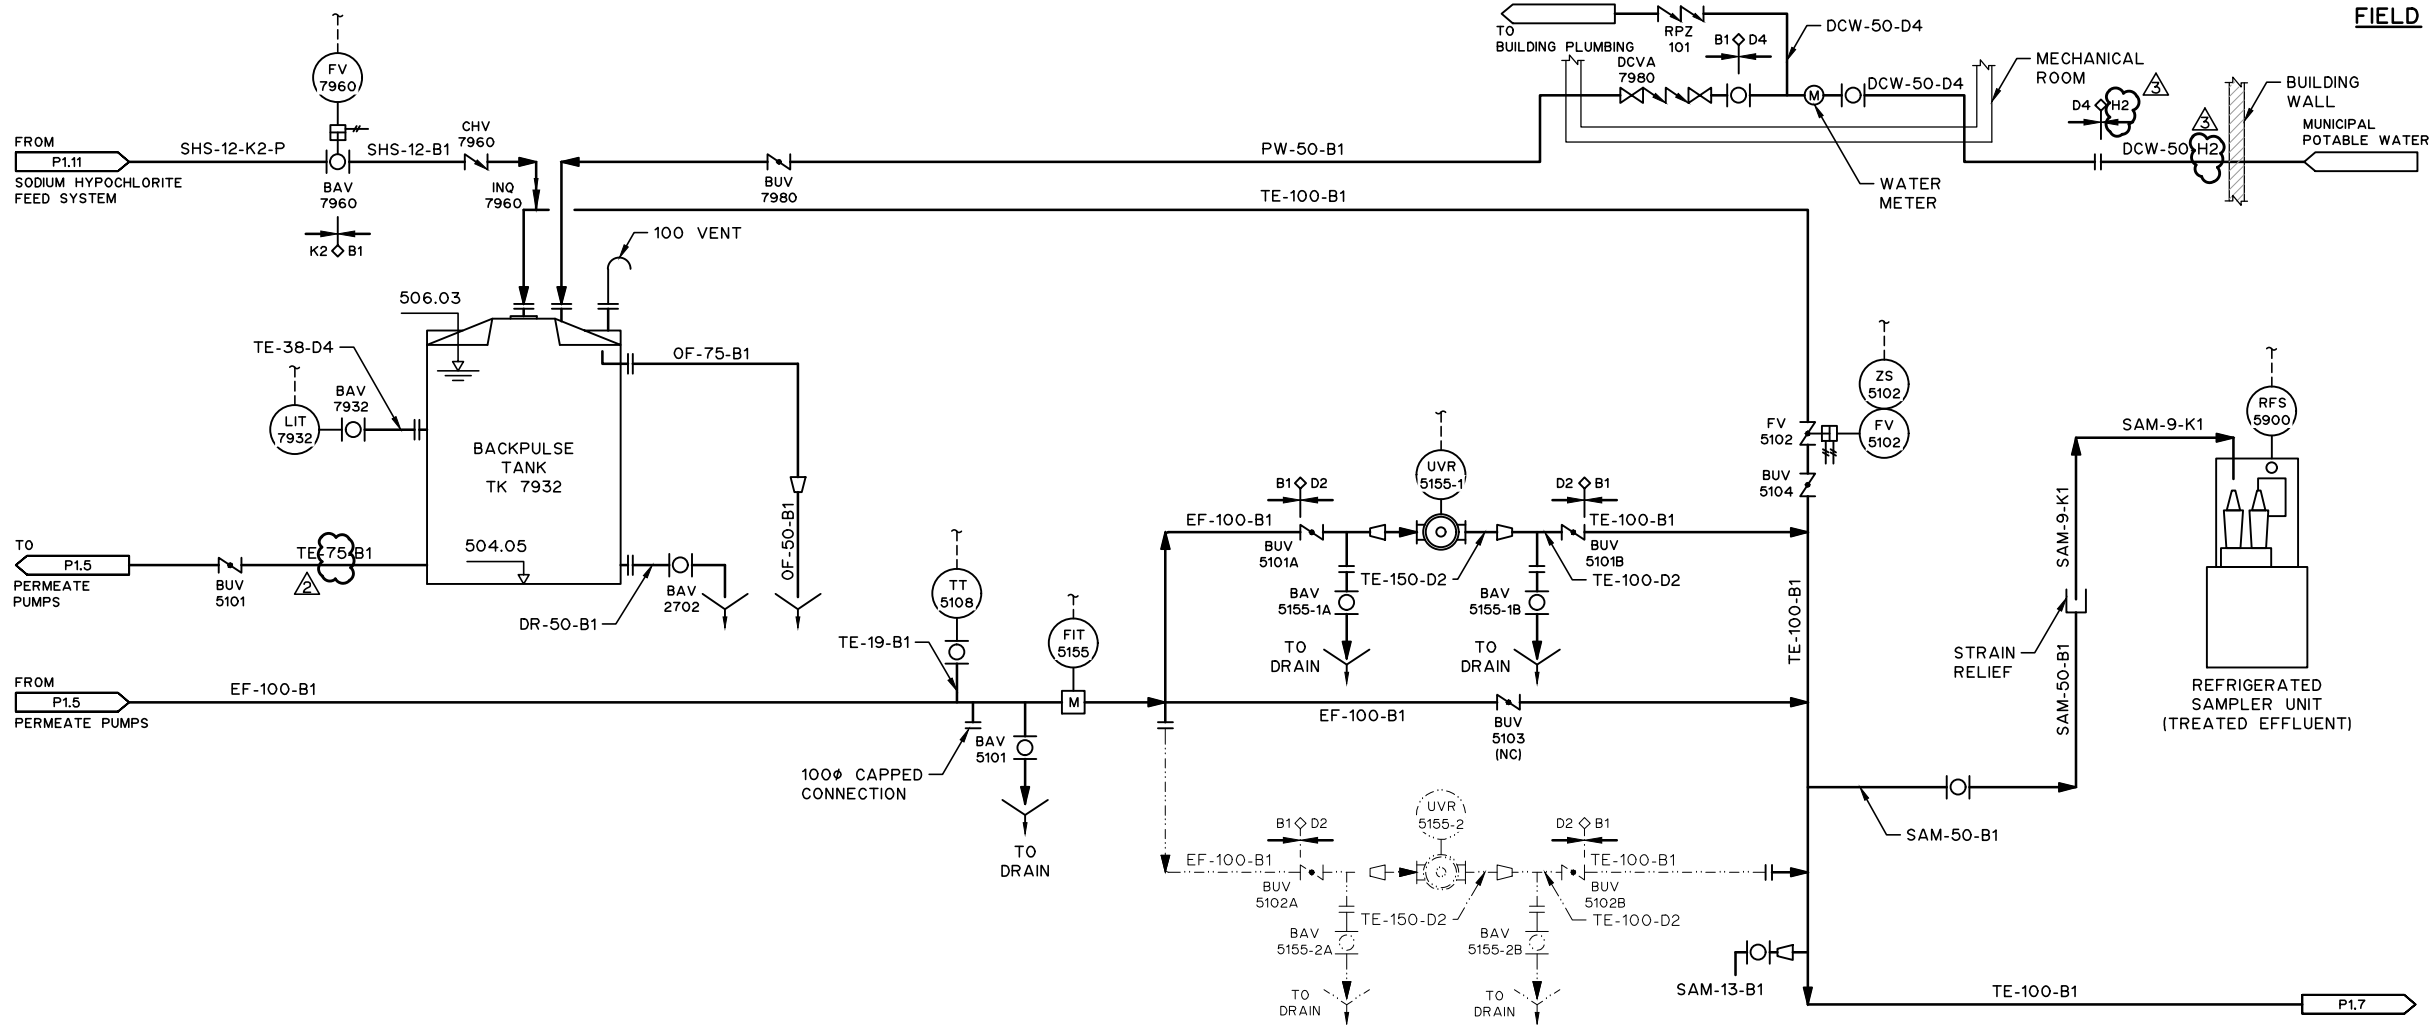 FIELD
TO
BUILDING PLUMBING
RPZ
101
B1 D4
DCW-50-D4
DCVA
7980
M
DCW-50-D4
MECHANICAL
ROOM
D4 H2
3
3
BUILDING
WALL
MUNICIPAL
POTABLE WATER
DCW-50 H2
WATER
METER
FV
7960
FROM
P1.11
SODIUM HYPOCHLORITE
FEED SYSTEM
SHS-12-K2-P
SHS-12-B1
CHV
7960
BAV
7960
K2 B1
INQ
7960
BUV
7980
PW-50-B1
TE-100-B1
100 VENT
506.03
TE-38-D4
BAV
7932
LIT
7932
BACKPULSE
TANK
TK 7932
OF-75-B1
OF-50-B1
504.05
TO
P1.5
PERMEATE
PUMPS
BUV
5101
TE-75-B1
2
BAV
2702
DR-50-B1
FROM
P1.5
PERMEATE PUMPS
EF-100-B1
TT
5108
TE-19-B1
FIT
5155
M
100ø CAPPED
CONNECTION
BAV
5101
TO
DRAIN
EF-100-B1
B1 D2
BUV
5101A
UVR
5155-1
D2 B1
TE-100-B1
BUV
5101B
TE-150-D2
TE-100-D2
BAV
5155-1A
BAV
5155-1B
TO
DRAIN
TO
DRAIN
EF-100-B1
BUV
5103
(NC)
EF-100-B1
B1 D2
BUV
5102A
UVR
5155-2
D2 B1
TE-100-B1
BUV
5102B
TE-150-D2
TE-100-D2
BAV
5155-2A
BAV
5155-2B
TO
DRAIN
TO
DRAIN
ZS
5102
FV
5102
FV
5102
BUV
5104
TE-100-B1
SAM-50-B1
SAM-13-B1
TE-100-B1
P1.7
SAM-9-K1
SAM-9-K1
SAM-50-B1
STRAIN
RELIEF
RFS
5900
REFRIGERATED
SAMPLER UNIT
(TREATED EFFLUENT)